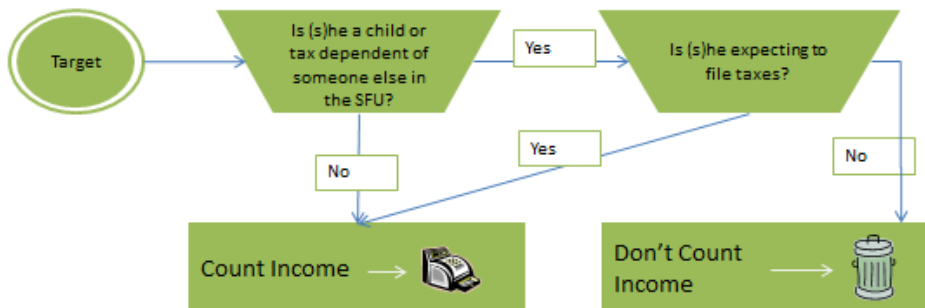 Target
Is (s)he a child or
tax dependent of
someone else in
the SFU?
Yes
Is (s)he expecting to
file taxes?
No
Yes
No
Count Income
Don't Count
Income